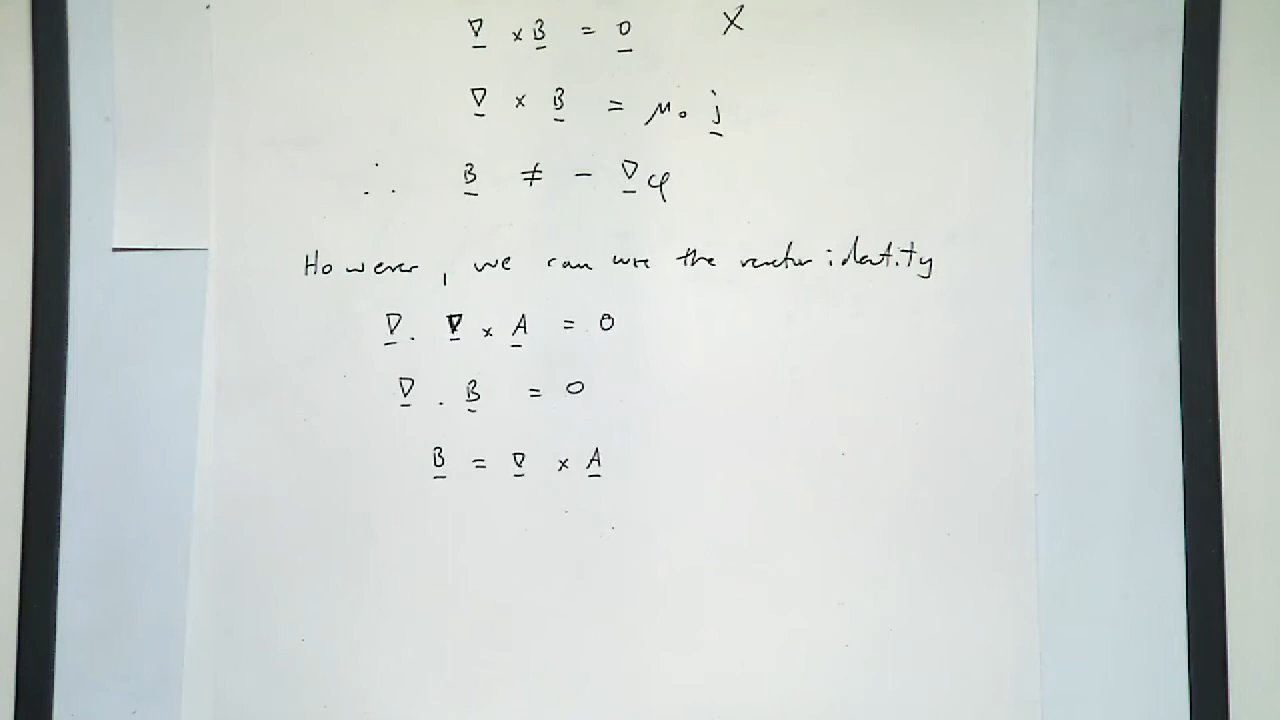 ∇ × B = 0 X
∇ × B = μ₀ j
∴ B ≠ - ∇φ
However, we can use the vector identity
∇ . ∇ × A = 0
∇ . B = 0
B = ∇ × A